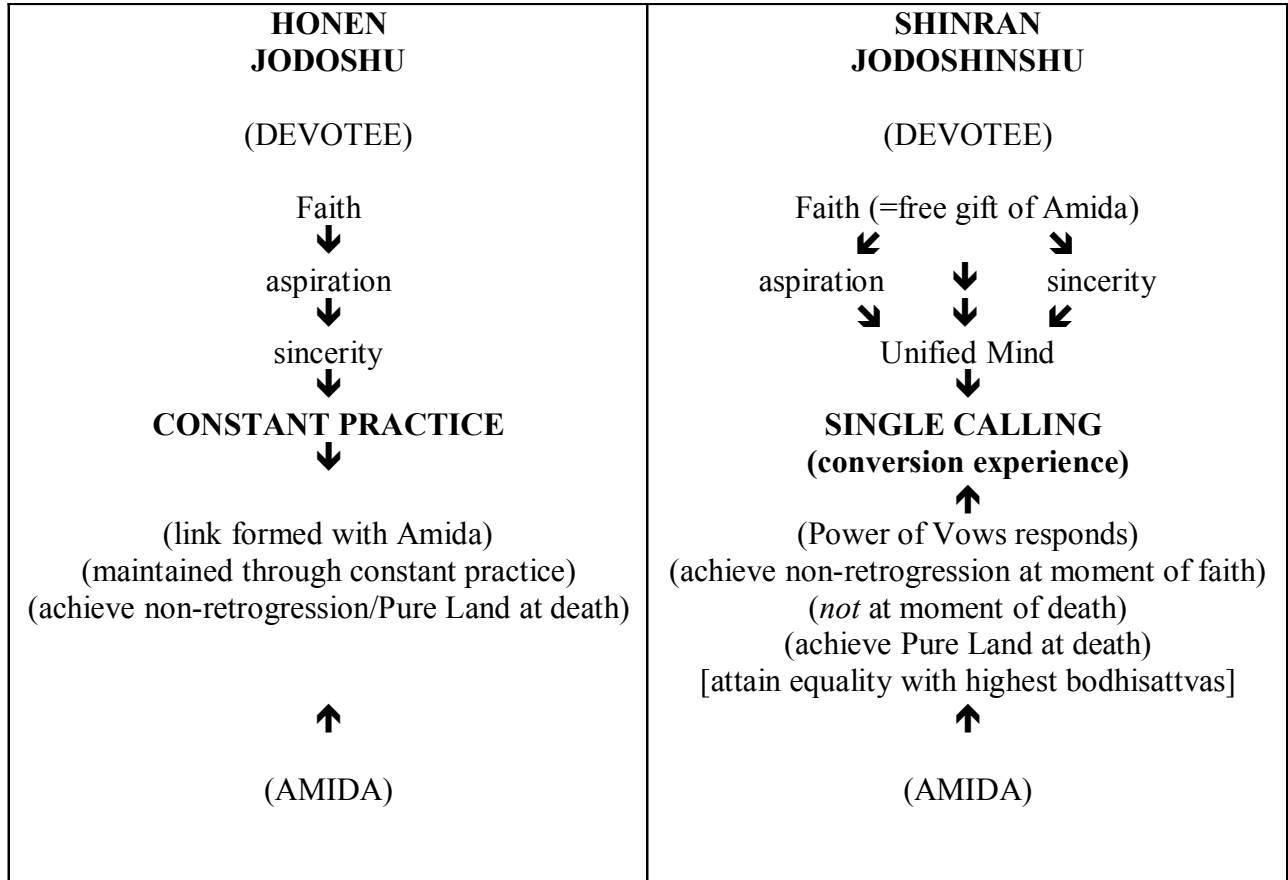 HONEN
JODOSHU
(DEVOTEE)
Faith
↓
aspiration
↓
sincerity
↓
CONSTANT PRACTICE
↓
(link formed with Amida)
(maintained through constant practice)
(achieve non-retrogression/Pure Land at death)
↑
(AMIDA)
SHINRAN
JODOSHINSHU
(DEVOTEE)
Faith (=free gift of Amida)
↙ ↘
aspiration ↓ sincerity
↘ ↓ ↙
Unified Mind
↓
SINGLE CALLING
(conversion experience)
↑
(Power of Vows responds)
(achieve non-retrogression at moment of faith)
(not at moment of death)
(achieve Pure Land at death)
[attain equality with highest bodhisattvas]
↑
(AMIDA)